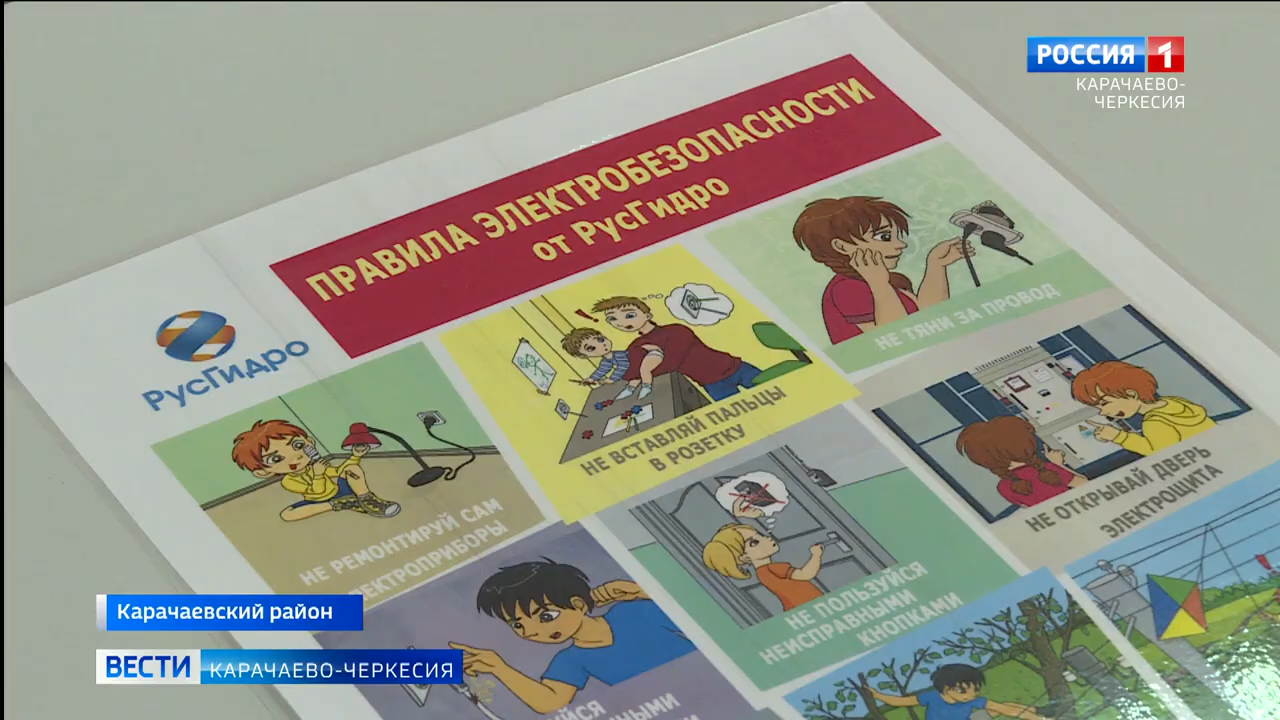 РОССИЯ 1
КАРАЧАЕВО-
ЧЕРКЕСИЯ
ПРАВИЛА ЭЛЕКТРОБЕЗОПАСНОСТИ
от РусГидро
РусГидро
НЕ ТЯНИ ЗА ПРОВОД
НЕ ВСТАВЛЯЙ ПАЛЬЦЫ
В РОЗЕТКУ
НЕ ОТКРЫВАЙ ДВЕРЬ
ЭЛЕКТРОЩИТА
НЕ РЕМОНТИРУЙ САМ
ЭЛЕКТРОПРИБОРЫ
НЕ ПОЛЬЗУЙСЯ
НЕИСПРАВНЫМИ
КНОПКАМИ
Карачаевский район
ВЕСТИ КАРАЧАЕВО-ЧЕРКЕСИЯ